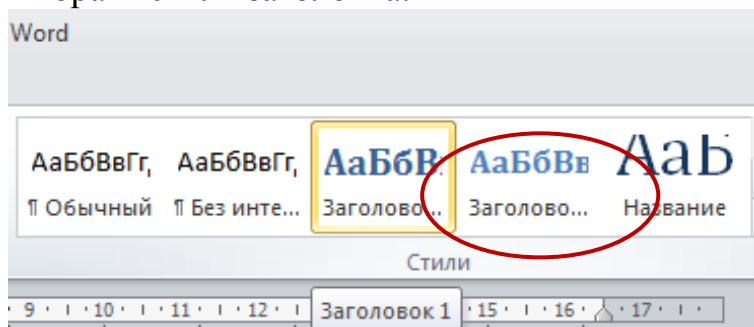 Word
АаБбВвГг, АаБбВвГг, АаБбВ АаБбВв АаЬ
¶ Обычный ¶ Без инте... Заголово... Заголово... Название
Стили
9 · 10 · 11 · 12 · Заголовок 1 · 15 · 16 · 17